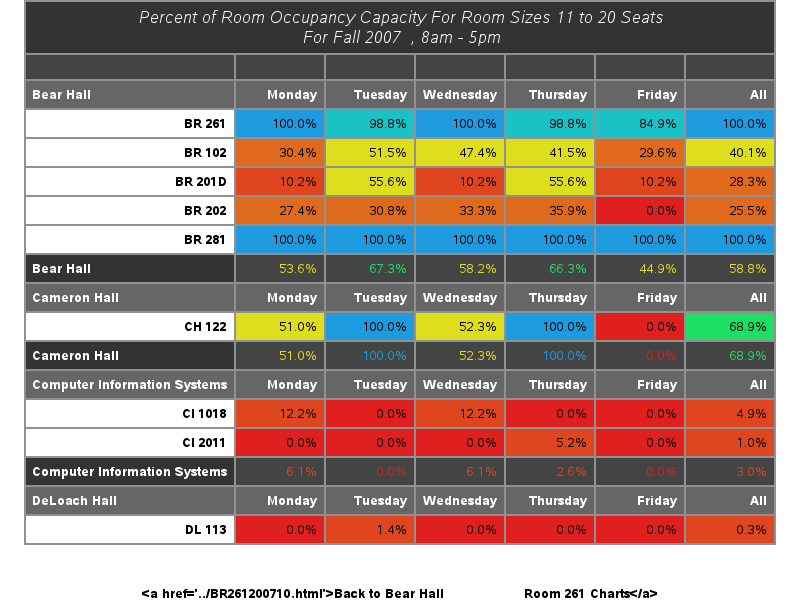 Percent of Room Occupancy Capacity For Room Sizes 11 to 20 Seats
For Fall 2007 , 8am - 5pm
Bear Hall Monday Tuesday Wednesday Thursday Friday All
BR 261 100.0% 98.8% 100.0% 98.8% 84.9% 100.0%
BR 102 30.4% 51.5% 47.4% 41.5% 29.6% 40.1%
BR 201D 10.2% 55.6% 10.2% 55.6% 10.2% 28.3%
BR 202 27.4% 30.8% 33.3% 35.9% 0.0% 25.5%
BR 281 100.0% 100.0% 100.0% 100.0% 100.0% 100.0%
Bear Hall 53.6% 67.3% 58.2% 66.3% 44.9% 58.8%
Cameron Hall Monday Tuesday Wednesday Thursday Friday All
CH 122 51.0% 100.0% 52.3% 100.0% 0.0% 68.9%
Cameron Hall 51.0% 100.0% 52.3% 100.0% 0.0% 68.9%
Computer Information Systems Monday Tuesday Wednesday Thursday Friday All
CI 1018 12.2% 0.0% 12.2% 0.0% 0.0% 4.9%
CI 2011 0.0% 0.0% 0.0% 5.2% 0.0% 1.0%
Computer Information Systems 6.1% 0.0% 6.1% 2.6% 0.0% 3.0%
DeLoach Hall Monday Tuesday Wednesday Thursday Friday All
DL 113 0.0% 1.4% 0.0% 0.0% 0.0% 0.3%
<a href='../BR261200710.html'>Back to Bear Hall Room 261 Charts</a>